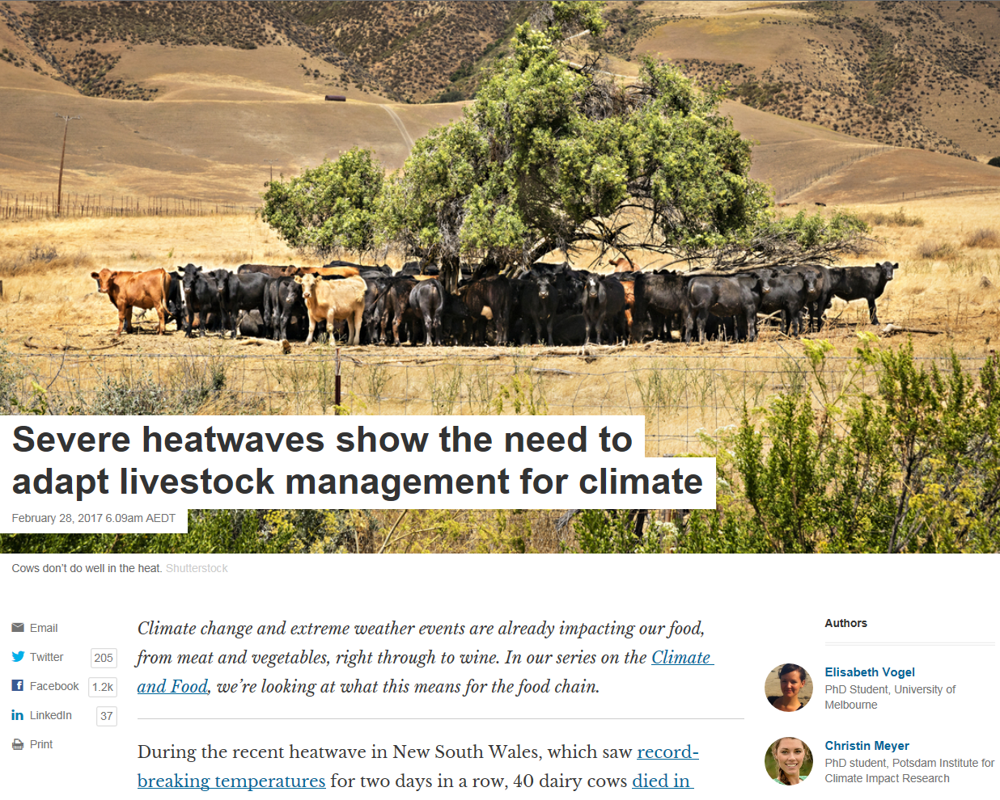 Severe heatwaves show the need to
adapt livestock management for climate
February 28, 2017 6.09am AEDT
Cows don’t do well in the heat. Shutterstock
Email
Twitter 205
Facebook 1.2k
LinkedIn 37
Print
Climate change and extreme weather events are already impacting our food,
from meat and vegetables, right through to wine. In our series on the Climate
and Food, we’re looking at what this means for the food chain.
During the recent heatwave in New South Wales, which saw record-
breaking temperatures for two days in a row, 40 dairy cows died in
Authors
Elisabeth Vogel
PhD Student, University of
Melbourne
Christin Meyer
PhD student, Potsdam Institute for
Climate Impact Research